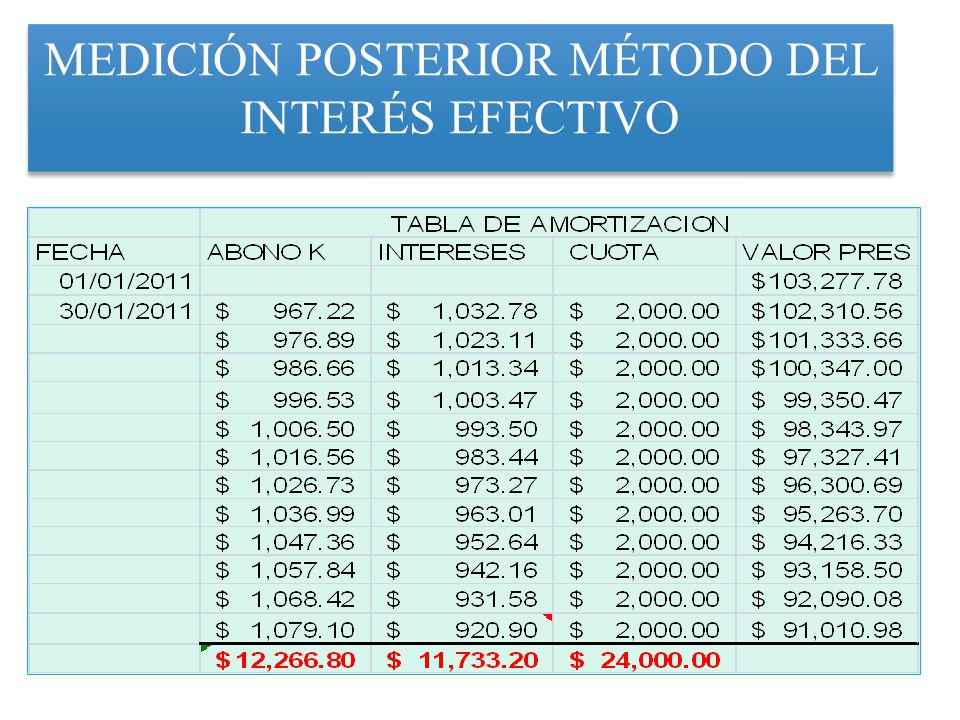 MEDICIÓN POSTERIOR MÉTODO DEL
INTERÉS EFECTIVO
TABLA DE AMORTIZACION
FECHA ABONO K INTERESES CUOTA VALOR PRES
01/01/2011 $103,277.78
30/01/2011 $ 967.22 $ 1,032.78 $ 2,000.00 $102,310.56
$ 976.89 $ 1,023.11 $ 2,000.00 $101,333.66
$ 986.66 $ 1,013.34 $ 2,000.00 $100,347.00
$ 996.53 $ 1,003.47 $ 2,000.00 $ 99,350.47
$ 1,006.50 $ 993.50 $ 2,000.00 $ 98,343.97
$ 1,016.56 $ 983.44 $ 2,000.00 $ 97,327.41
$ 1,026.73 $ 973.27 $ 2,000.00 $ 96,300.69
$ 1,036.99 $ 963.01 $ 2,000.00 $ 95,263.70
$ 1,047.36 $ 952.64 $ 2,000.00 $ 94,216.33
$ 1,057.84 $ 942.16 $ 2,000.00 $ 93,158.50
$ 1,068.42 $ 931.58 $ 2,000.00 $ 92,090.08
$ 1,079.10 $ 920.90 $ 2,000.00 $ 91,010.98
$12,266.80 $ 11,733.20 $ 24,000.00